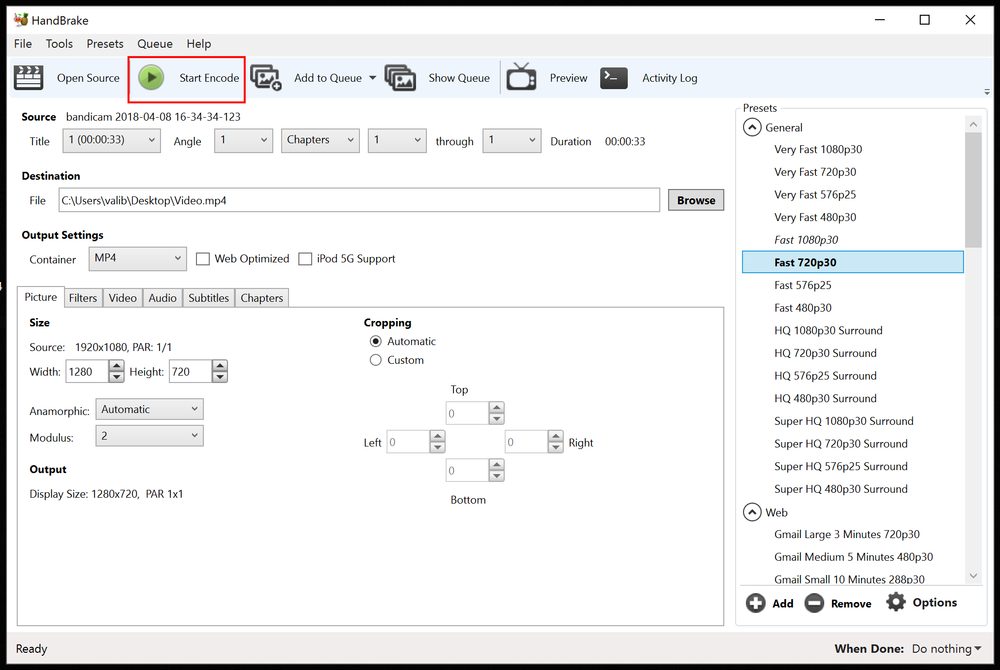 HandBrake
File Tools Presets Queue Help
Open Source Start Encode Add to Queue Show Queue Preview Activity Log
Source bandicam 2018-04-08 16-34-34-123
Title 1 (00:00:33) Angle 1 Chapters 1 through 1 Duration 00:00:33
Destination
File C:\Users\valib\Desktop\Video.mp4 Browse
Output Settings
Container MP4 Web Optimized iPod 5G Support
Picture Filters Video Audio Subtitles Chapters
Size
Source: 1920x1080, PAR: 1/1
Width: 1280 Height: 720
Anamorphic: Automatic
Modulus: 2
Output
Display Size: 1280x720, PAR 1x1
Cropping
Automatic
Custom
Top
0
Left 0 0 Right
0
Bottom
Presets
General
Very Fast 1080p30
Very Fast 720p30
Very Fast 576p25
Very Fast 480p30
Fast 1080p30
Fast 720p30
Fast 576p25
Fast 480p30
HQ 1080p30 Surround
HQ 720p30 Surround
HQ 576p25 Surround
HQ 480p30 Surround
Super HQ 1080p30 Surround
Super HQ 720p30 Surround
Super HQ 576p25 Surround
Super HQ 480p30 Surround
Web
Gmail Large 3 Minutes 720p30
Gmail Medium 5 Minutes 480p30
Gmail Small 10 Minutes 288p30
Add Remove Options
Ready When Done: Do nothing